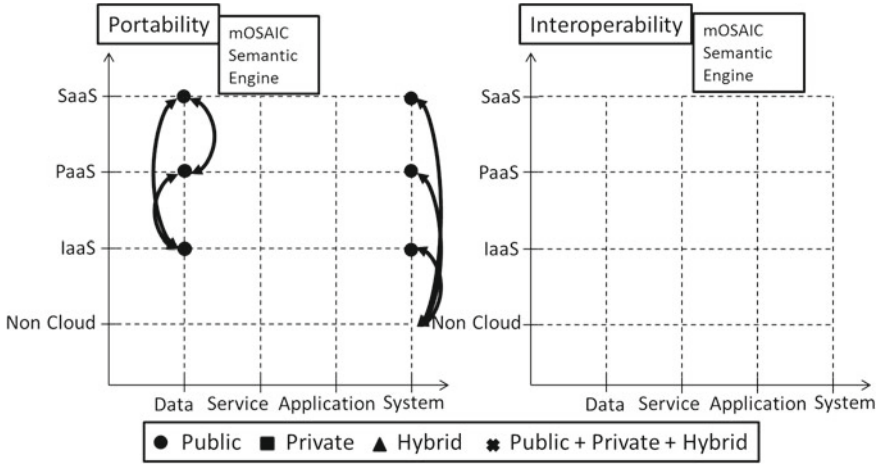 Portability
mOSAIC
Semantic
Engine
SaaS
PaaS
IaaS
Non Cloud
Data Service Application System
Interoperability
mOSAIC
Semantic
Engine
SaaS
PaaS
IaaS
Non Cloud
Data Service Application System
Public Private Hybrid Public + Private + Hybrid